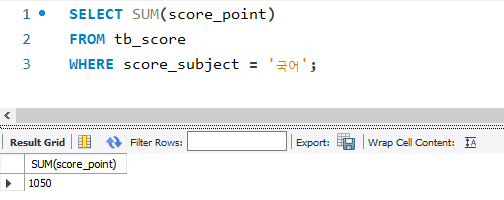 1 SELECT SUM(score_point)
2 FROM tb_score
3 WHERE score_subject = '국어';
Result Grid Filter Rows: Export: Wrap Cell Content:
SUM(score_point)
1050